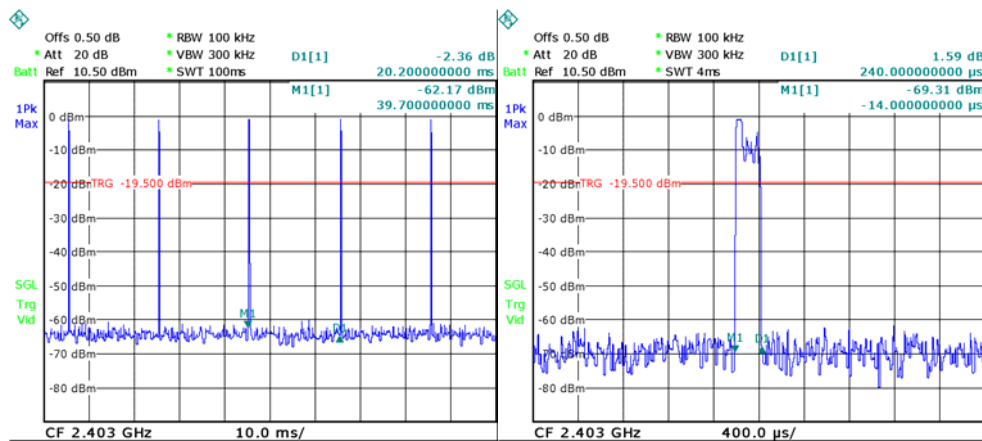 Offs 0.50 dB * RBW 100 kHz
* Att 20 dB * VBW 300 kHz D1[1] -2.36 dB
Batt Ref 10.50 dBm * SWT 100ms 20.200000000 ms
M1[1] -62.17 dBm
1Pk 39.700000000 ms
Max 0 dBm
-10 dBm
-20 dBm TRG -19.500 dBm
-30 dBm
-40 dBm
-50 dBm
SGL
Trg -60 dBm M1
Vid D1
-70 dBm
-80 dBm
CF 2.403 GHz 10.0 ms/
Offs 0.50 dB * RBW 100 kHz
* Att 20 dB * VBW 300 kHz D1[1] 1.59 dB
Batt Ref 10.50 dBm * SWT 4ms 240.000000000 µs
M1[1] -69.31 dBm
1Pk -14.000000000 µs
Max 0 dBm
-10 dBm
-20 dBm TRG -19.500 dBm
-30 dBm
-40 dBm
-50 dBm
SGL
Trg -60 dBm
Vid M1 D1
-70 dBm
-80 dBm
CF 2.403 GHz 400.0 µs/